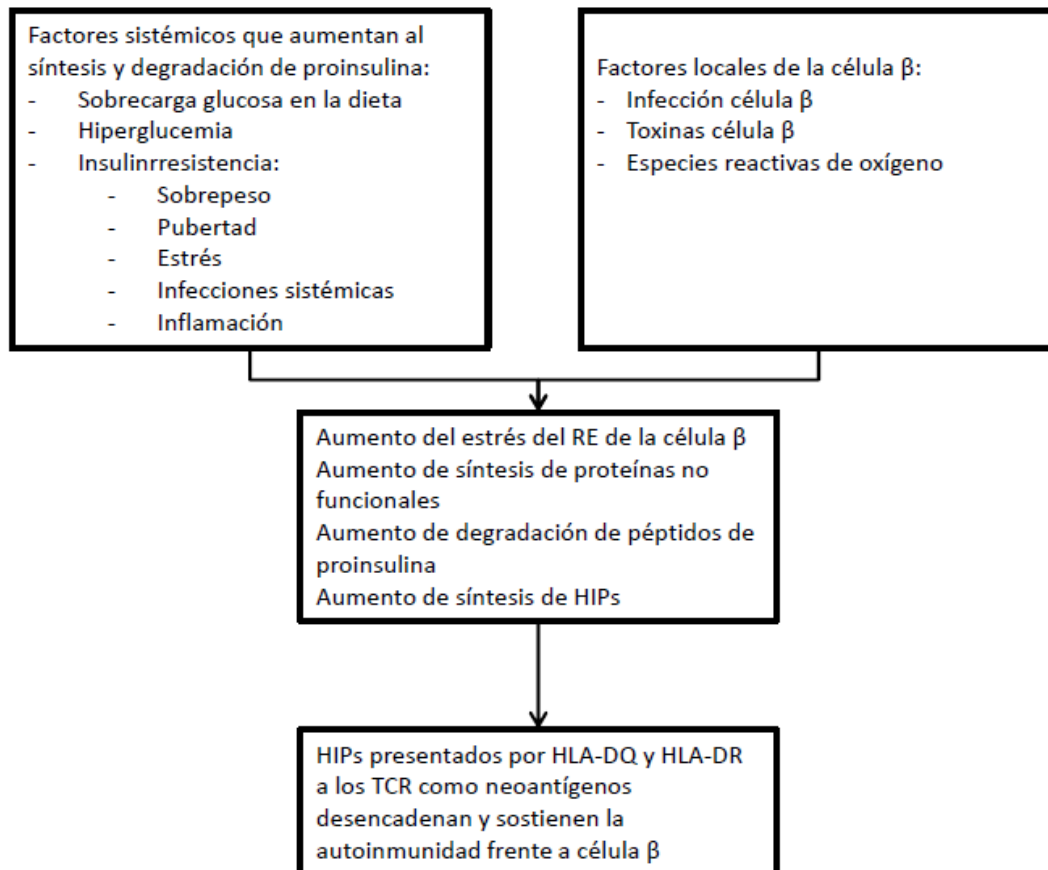 Factores sistémicos que aumentan al
síntesis y degradación de proinsulina:
- Sobrecarga glucosa en la dieta
- Hiperglucemia
- Insulinrresistencia:
- Sobrepeso
- Pubertad
- Estrés
- Infecciones sistémicas
- Inflamación
Factores locales de la célula β:
- Infección célula β
- Toxinas célula β
- Especies reactivas de oxígeno
Aumento del estrés del RE de la célula β
Aumento de síntesis de proteínas no
funcionales
Aumento de degradación de péptidos de
proinsulina
Aumento de síntesis de HIPs
HIPs presentados por HLA-DQ y HLA-DR
a los TCR como neoantígenos
desencadenan y sostienen la
autoinmunidad frente a célula β